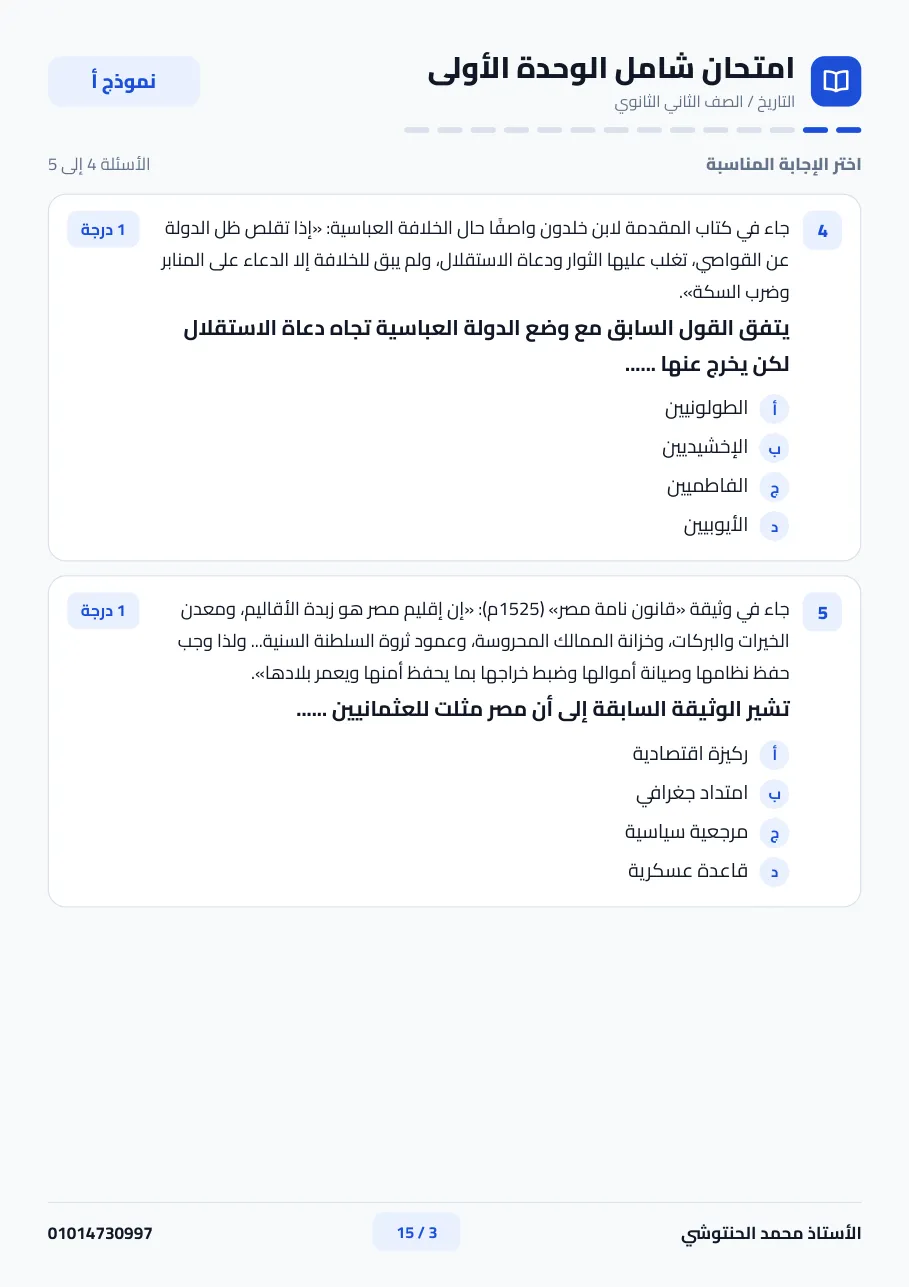 امتحان شامل الوحدة الأولى
نموذج أ
التاريخ / الصف الثاني الثانوي
اختر الإجابة المناسبة
الأسئلة 4 إلى 5
4
1 درجة
جاء في كتاب المقدمة لابن خلدون واصفًا حال الخلافة العباسية: «إذا تقلص ظل الدولة
عن القواصي، تغلب عليها الثوار ودعاة الاستقلال، ولم يبق للخلافة إلا الدعاء على المنابر
وضرب السكة».
يتفق القول السابق مع وضع الدولة العباسية تجاه دعاة الاستقلال
لكن يخرج عنها ......
أ الطولونيين
ب الإخشيديين
ج الفاطميين
د الأيوبيين
5
1 درجة
جاء في وثيقة «قانون نامة مصر» (1525م): «إن إقليم مصر هو زبدة الأقاليم، ومعدن
الخيرات والبركات، وخزانة الممالك المحروسة، وعمود ثروة السلطنة السنية... ولذا وجب
حفظ نظامها وصيانة أموالها وضبط خراجها بما يحفظ أمنها ويعمر بلادها».
تشير الوثيقة السابقة إلى أن مصر مثلت للعثمانيين ......
أ ركيزة اقتصادية
ب امتداد جغرافي
ج مرجعية سياسية
د قاعدة عسكرية
الأستاذ محمد الحنتوشي
15 / 3
01014730997